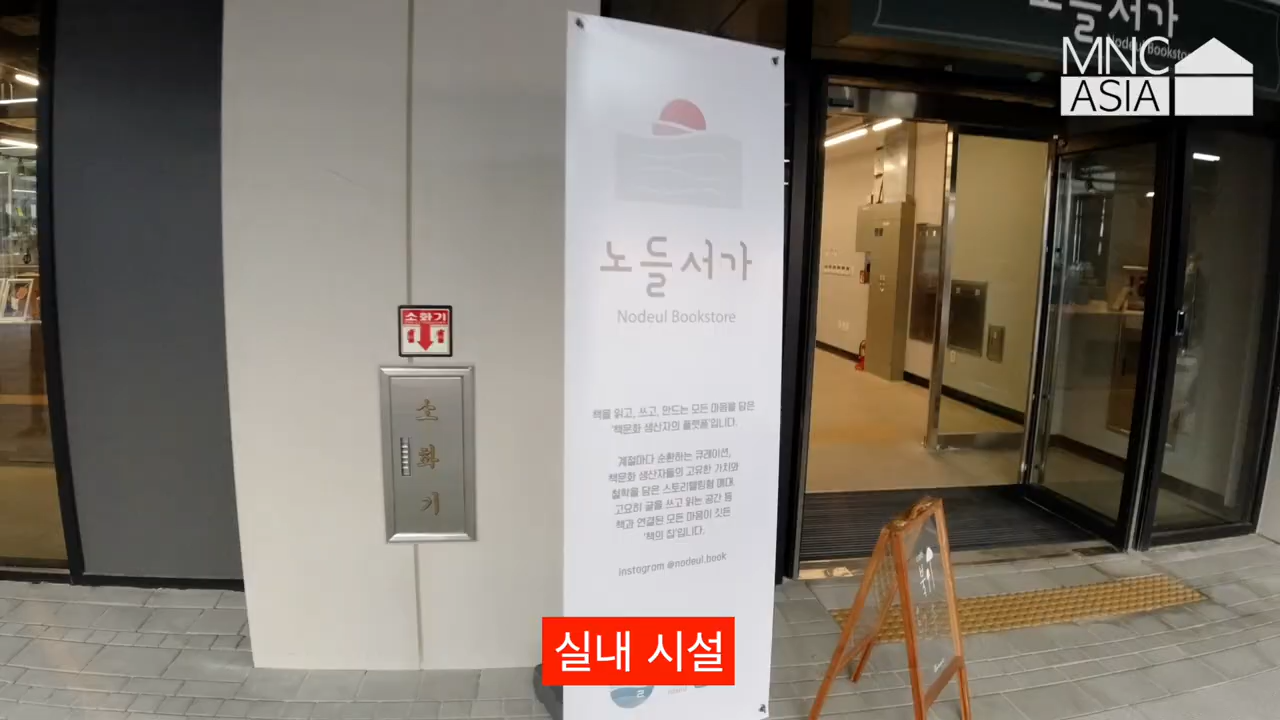 노들서가
Nodeul Bookstore
MNC
ASIA
노들서가
Nodeul Bookstore
책을 읽고, 쓰고, 만드는 모든 마음을 담은
'책문화 생산자의 플랫폼'입니다.
계절마다 순환하는 큐레이션,
책문화 생산자들의 고유한 가치와
철학을 담은 스토리텔링형 매대,
고요히 글을 쓰고 읽는 공간 등
책과 연결된 모든 마음이 깃든
'책의 집'입니다.
instagram @nodeul.book
소화기
소
화
기
실내 시설